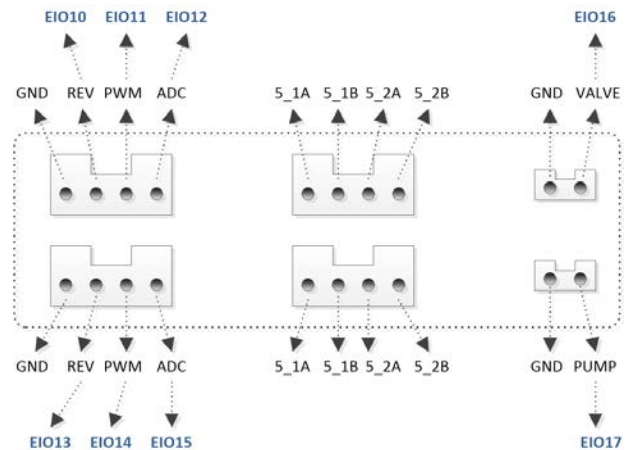 EIO10 EIO11 EIO12 EIO16
GND REV PWM ADC 5_1A 5_1B 5_2A 5_2B GND VALVE
GND REV PWM ADC 5_1A 5_1B 5_2A 5_2B GND PUMP
EIO13 EIO14 EIO15 EIO17